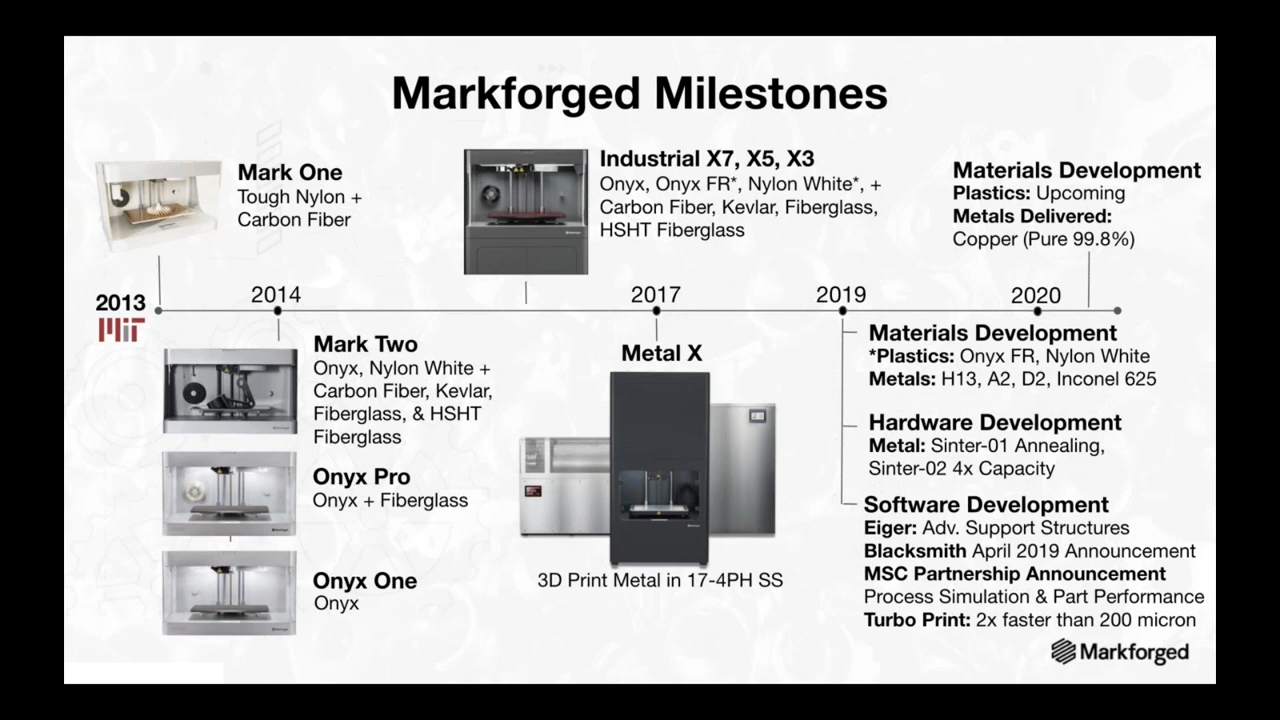 Markforged Milestones
Mark One
Tough Nylon +
Carbon Fiber
Industrial X7, X5, X3
Onyx, Onyx FR*, Nylon White*, +
Carbon Fiber, Kevlar, Fiberglass,
HSHT Fiberglass
Materials Development
Plastics: Upcoming
Metals Delivered:
Copper (Pure 99.8%)
2013
MiT
2014
2017
2019
2020
Mark Two
Onyx, Nylon White +
Carbon Fiber, Kevlar,
Fiberglass, & HSHT
Fiberglass
Onyx Pro
Onyx + Fiberglass
Onyx One
Onyx
Metal X
3D Print Metal in 17-4PH SS
Materials Development
*Plastics: Onyx FR, Nylon White
Metals: H13, A2, D2, Inconel 625
Hardware Development
Metal: Sinter-01 Annealing,
Sinter-02 4x Capacity
Software Development
Eiger: Adv. Support Structures
Blacksmith April 2019 Announcement
MSC Partnership Announcement
Process Simulation & Part Performance
Turbo Print: 2x faster than 200 micron
Markforged